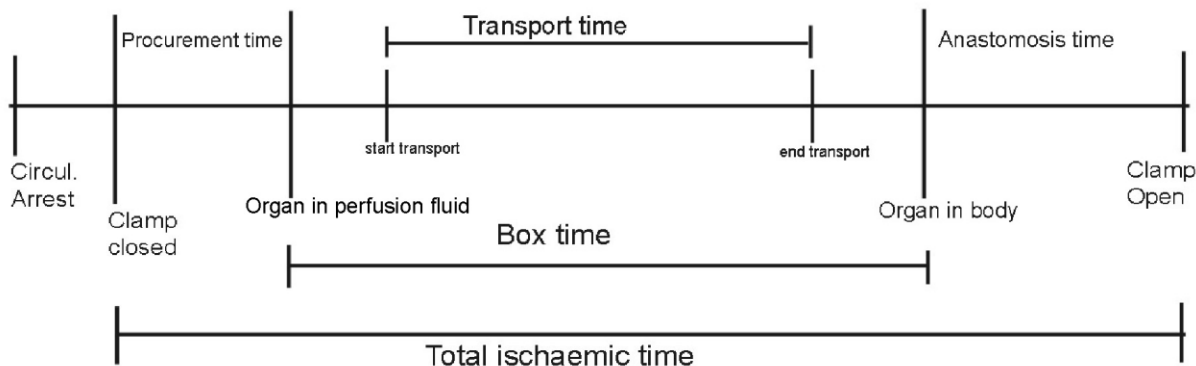 Transport time
Procurement time
Anastomosis time
start transport
end transport
Circul.
Arrest
Clamp
Open
Organ in perfusion fluid
Organ in body
Clamp
closed
Box time
Total ischaemic time